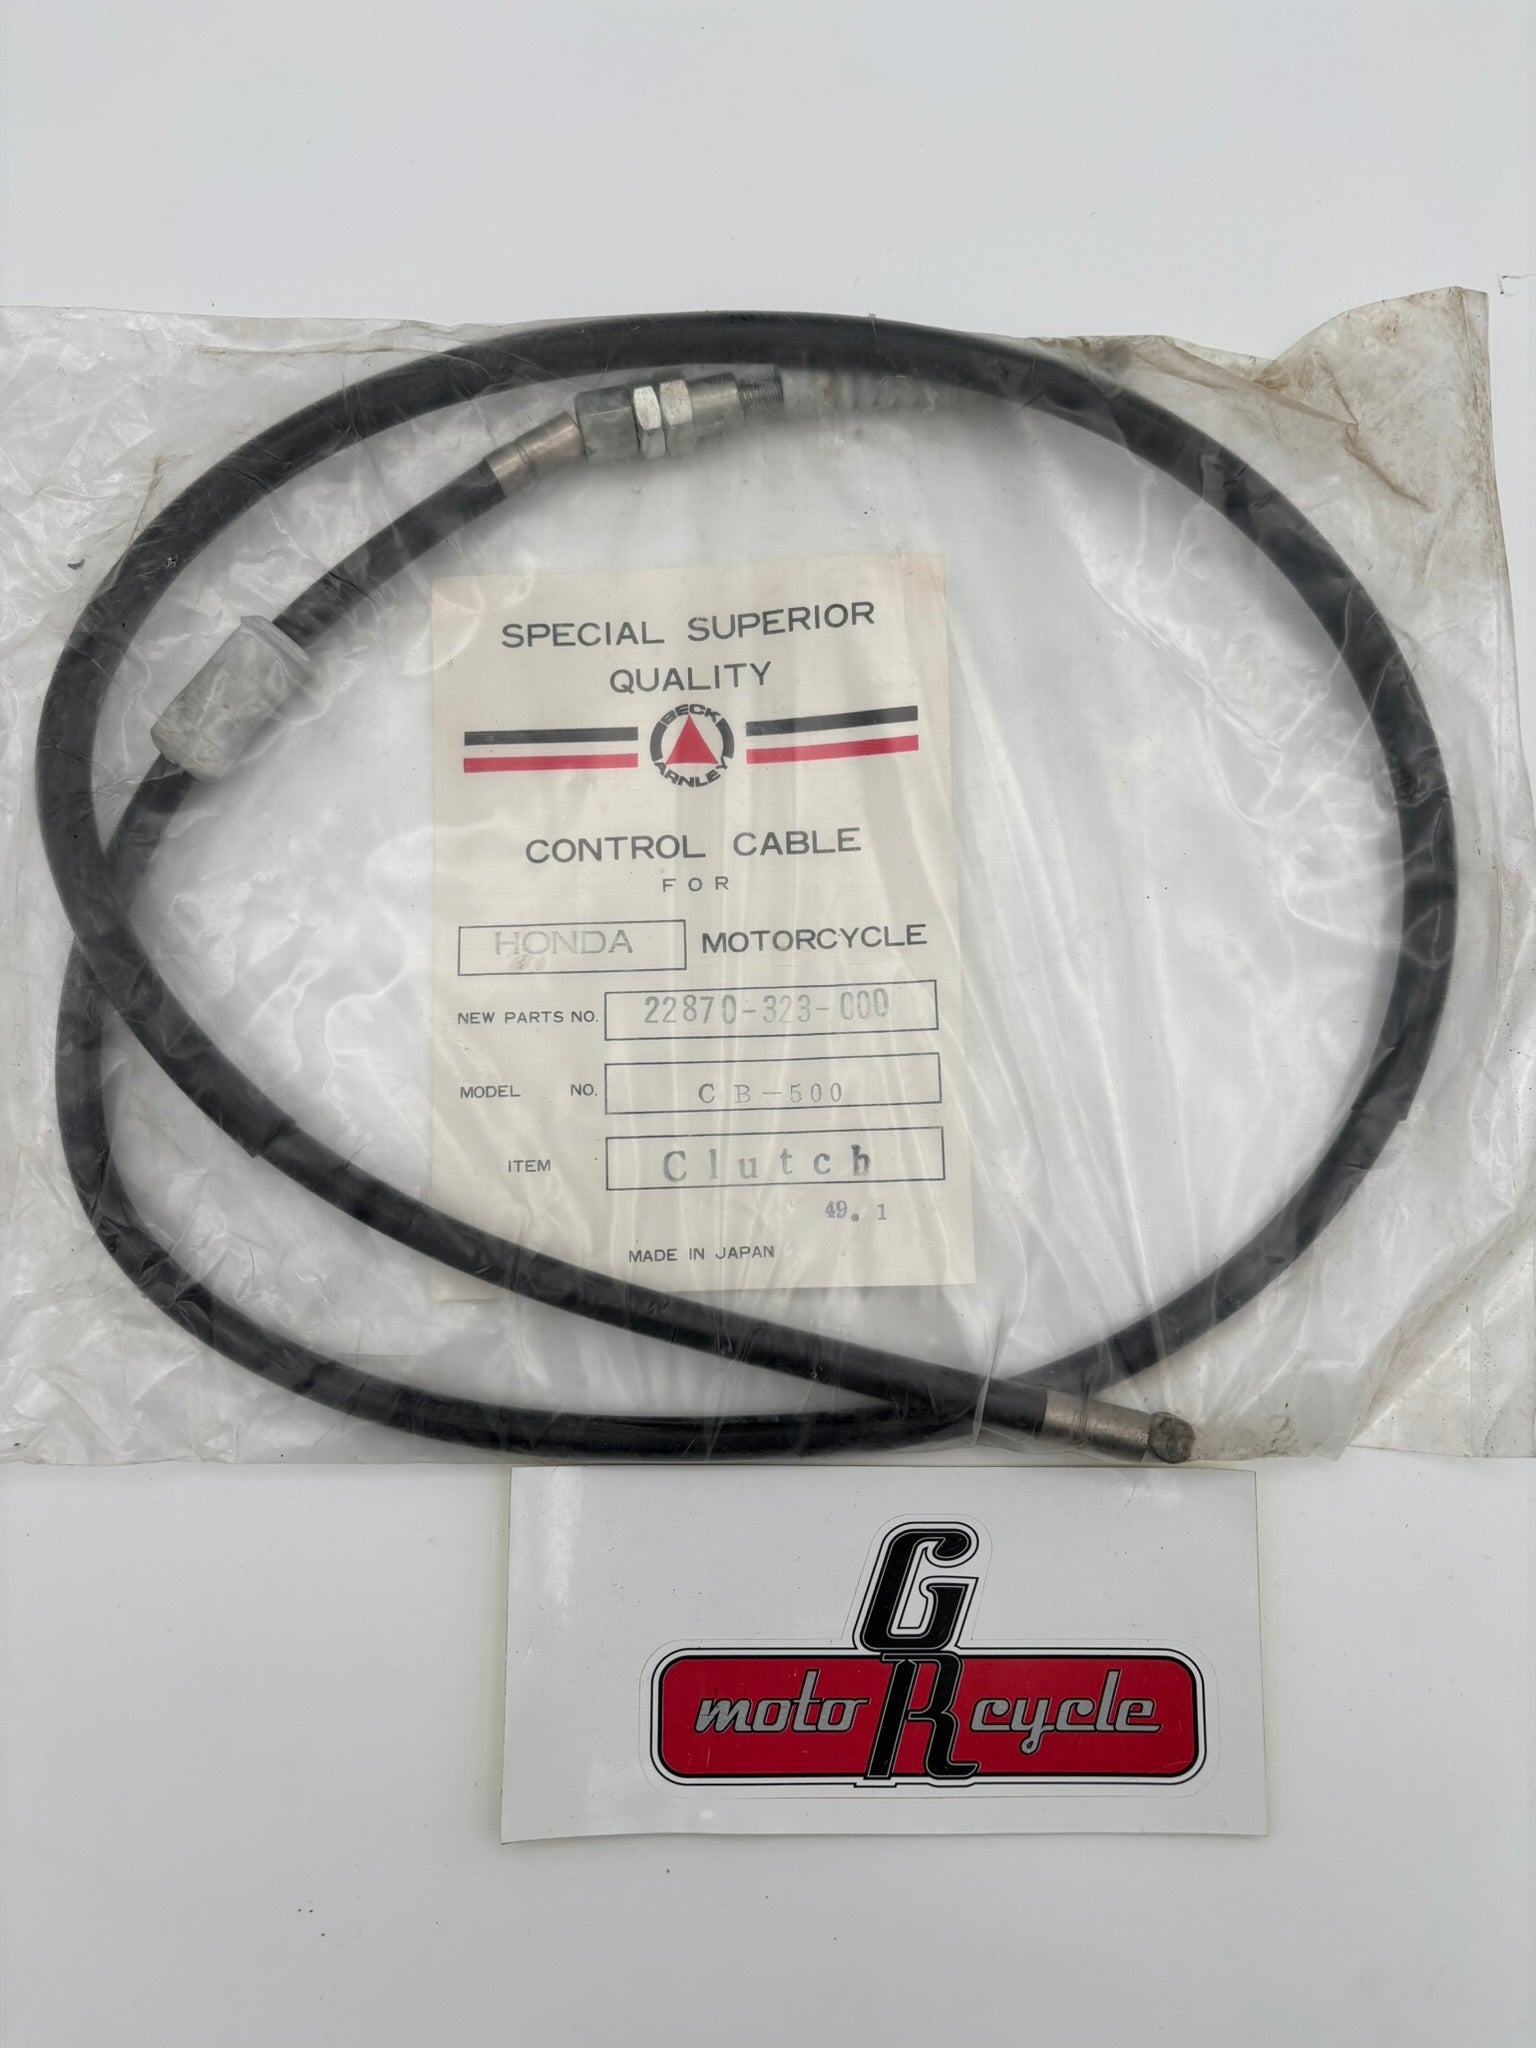 SPECIAL SUPERIOR
QUALITY
BECK
ARNLEY
CONTROL CABLE
FOR
HONDA MOTORCYCLE
NEW PARTS NO. 22870-323-000
MODEL NO. CB-500
ITEM Clutch
49. 1
MADE IN JAPAN
G
moto R cycle